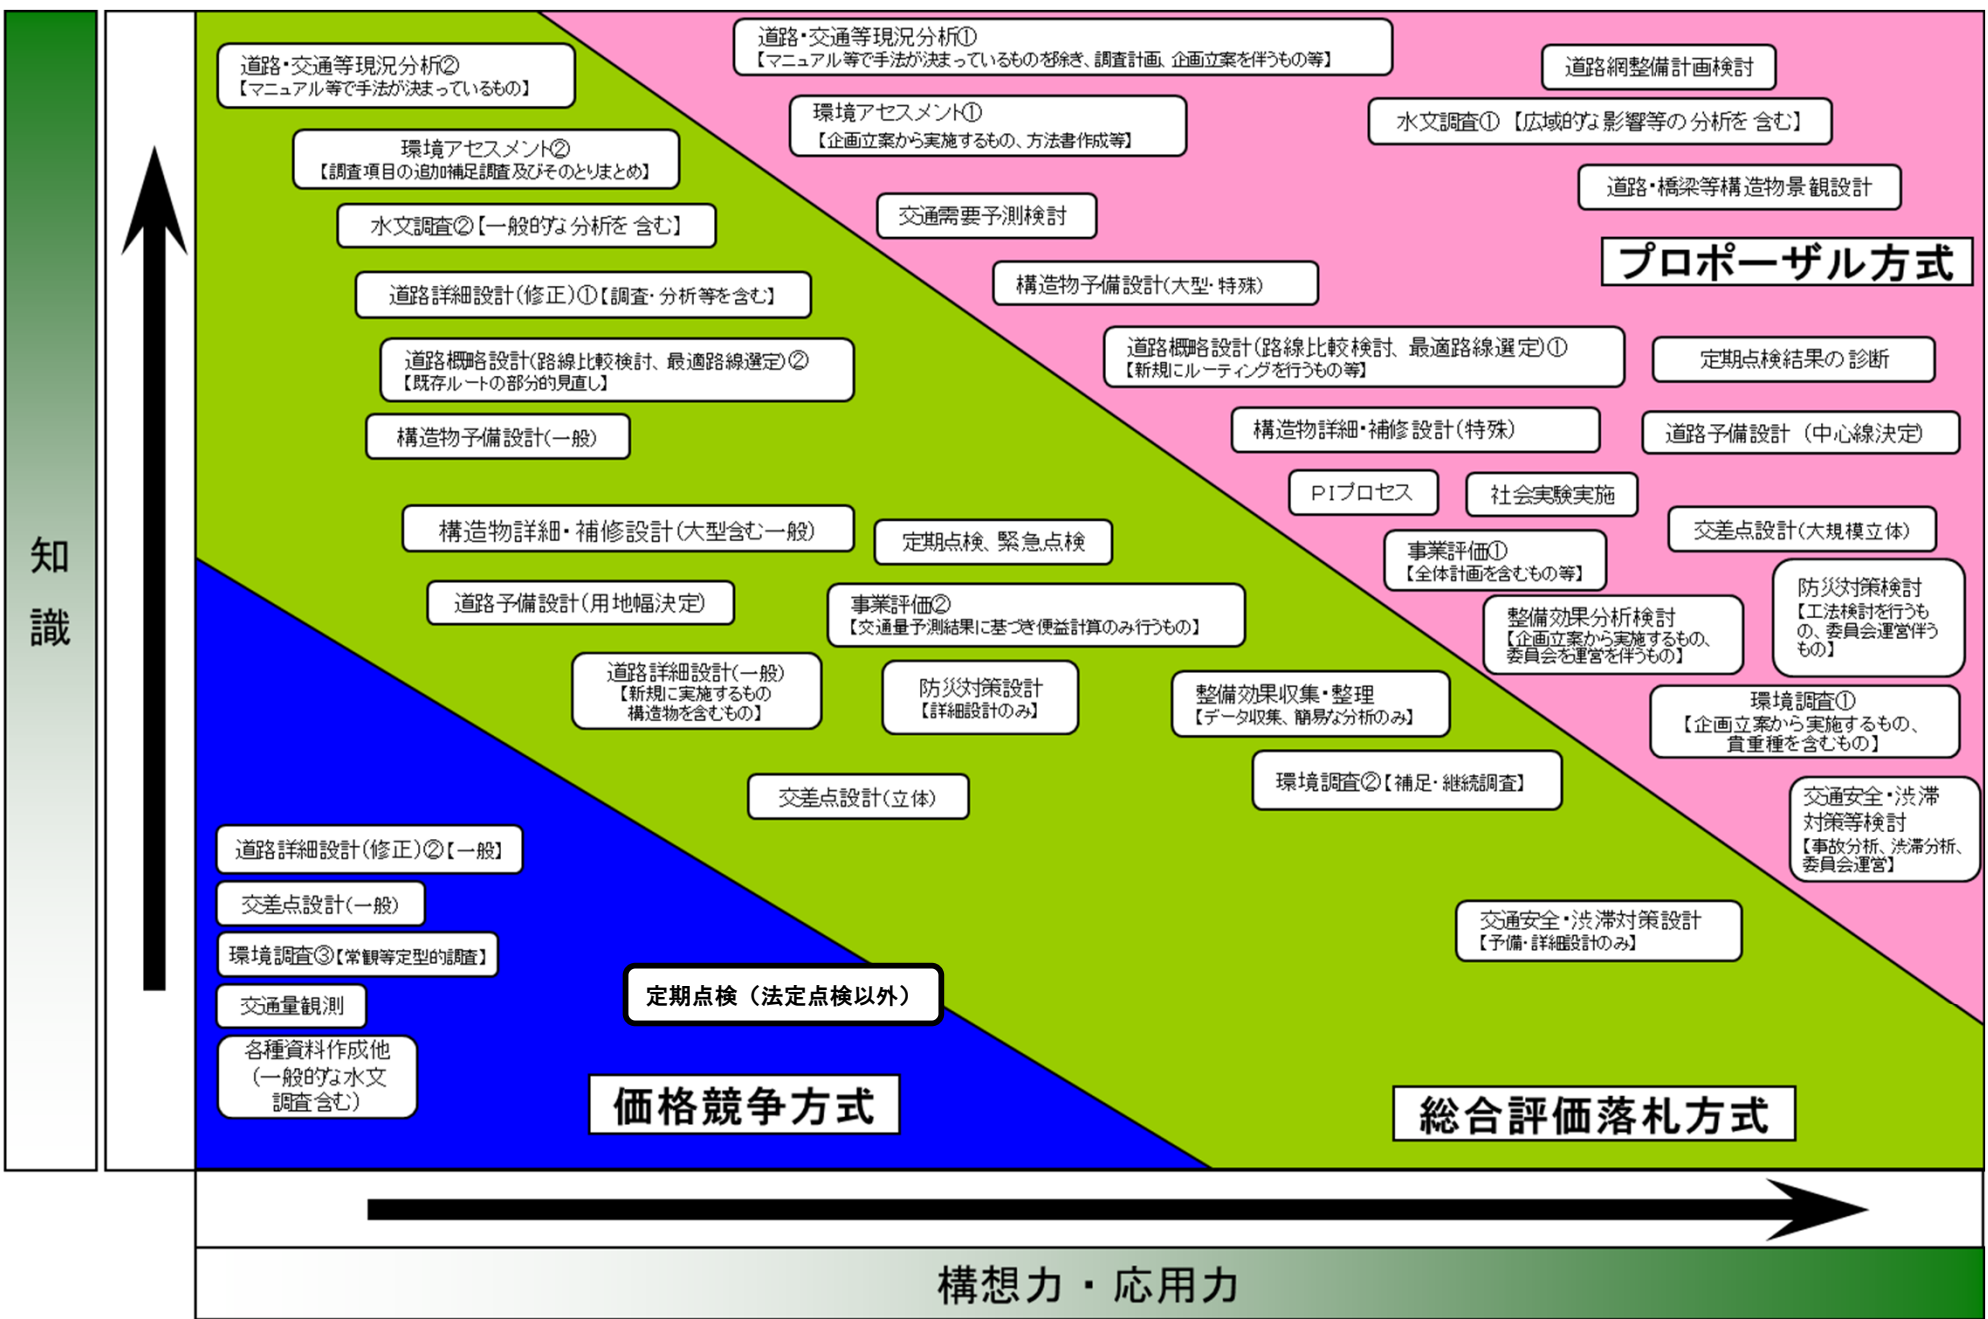 知
識
道路・交通等現況分析②
【マニュアル等で手法が決まっているもの】
環境アセスメント②
【調査項目の追加補足調査及びそのとりまとめ】
水文調査②【一般的な分析を含む】
道路詳細設計(修正)①【調査・分析等を含む】
道路概略設計(路線比較検討、最適路線選定)②
【既存ルートの部分的見直し】
構造物予備設計(一般)
構造物詳細・補修設計(大型含む一般)
定期点検、緊急点検
道路予備設計(用地幅決定)
事業評価②
【交通量予測結果に基づき便益計算のみ行うもの】
道路詳細設計(一般)
【新規に実施するもの
構造物を含むもの】
防災対策設計
【詳細設計のみ】
整備効果収集・整理
【データ収集、簡易な分析のみ】
交差点設計(立体)
環境調査②【補足・継続調査】
交通安全・渋滞対策設計
【予備・詳細設計のみ】
総合評価落札方式
道路・交通等現況分析①
【マニュアル等で手法が決まっているものを除き、調査計画、企画立案を伴うもの等】
環境アセスメント①
【企画立案から実施するもの、方法書作成等】
道路網整備計画検討
水文調査①【広域的な影響等の分析を含む】
道路・橋梁等構造物景観設計
交通需要予測検討
プロポーザル方式
構造物予備設計(大型・特殊)
道路概略設計(路線比較検討、最適路線選定)①
【新規にルーティングを行うもの等】
定期点検結果の診断
構造物詳細・補修設計(特殊)
道路予備設計（中心線決定)
PIプロセス
社会実験実施
交差点設計(大規模立体)
事業評価①
【全体計画を含むもの等】
防災対策検討
【工法検討を行うも
の、委員会運営伴う
もの】
整備効果分析検討
【企画立案から実施するもの、
委員会を運営を伴うもの】
環境調査①
【企画立案から実施するもの、
貴重種を含むもの】
交通安全・渋滞
対策等検討
【事故分析、渋滞分析、
委員会運営】
道路詳細設計(修正)②【一般】
交差点設計(一般)
環境調査③【常観等定型的調査】
交通量観測
各種資料作成他
(一般的な水文
調査含む)
定期点検（法定点検以外）
価格競争方式
構想力・応用力